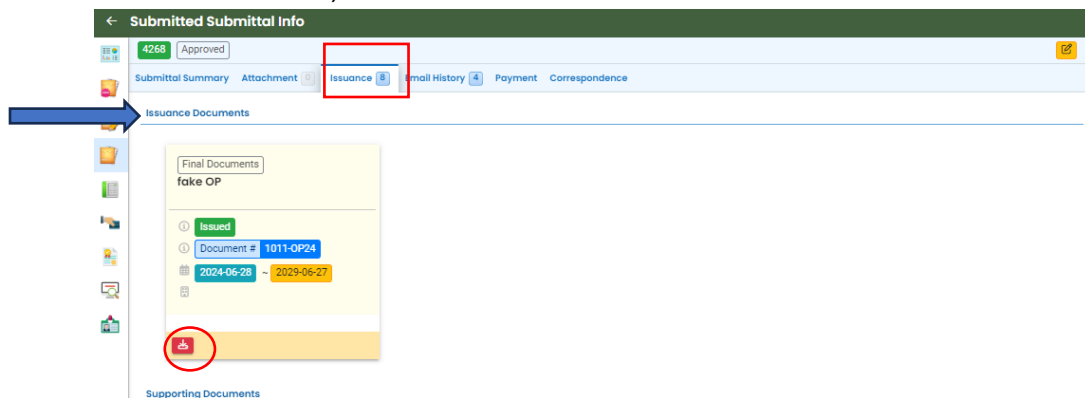 ← Submitted Submittal Info
4268 Approved
Submittal Summary Attachment 0 Issuance 8 Email History 4 Payment Correspondence
Issuance Documents
Final Documents
fake OP
Issued
Document # 1011-OP24
2024-06-28 ~ 2029-06-27
Supporting Documents